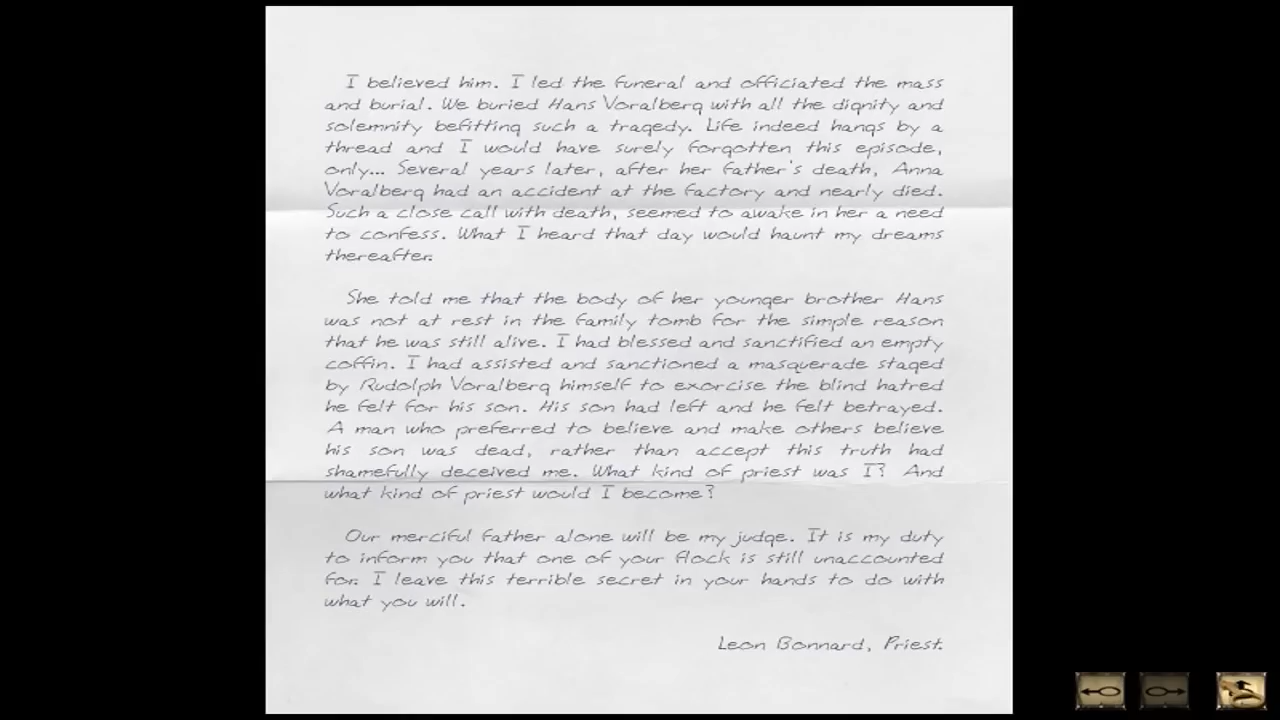 I believed him. I led the funeral and officiated the mass
and burial. We buried Hans Voralberg with all the dignity and
solemnity befitting such a tragedy. Life indeed hangs by a
thread and I would have surely forgotten this episode,
only... Several years later, after her father's death, Anna
Voralberg had an accident at the factory and nearly died.
Such a close call with death, seemed to awake in her a need
to confess. What I heard that day would haunt my dreams
thereafter.
She told me that the body of her younger brother Hans
was not at rest in the family tomb for the simple reason
that he was still alive. I had blessed and sanctified an empty
coffin. I had assisted and sanctioned a masquerade staged
by Rudolph Voralberg himself to exorcise the blind hatred
he felt for his son. His son had left and he felt betrayed.
A man who preferred to believe and make others believe
his son was dead, rather than accept this truth had
shamefully deceived me. What kind of priest was I? And
what kind of priest would I become?
Our merciful father alone will be my judge. It is my duty
to inform you that one of your flock is still unaccounted
for. I leave this terrible secret in your hands to do with
what you will.
Leon Bonnard, Priest.